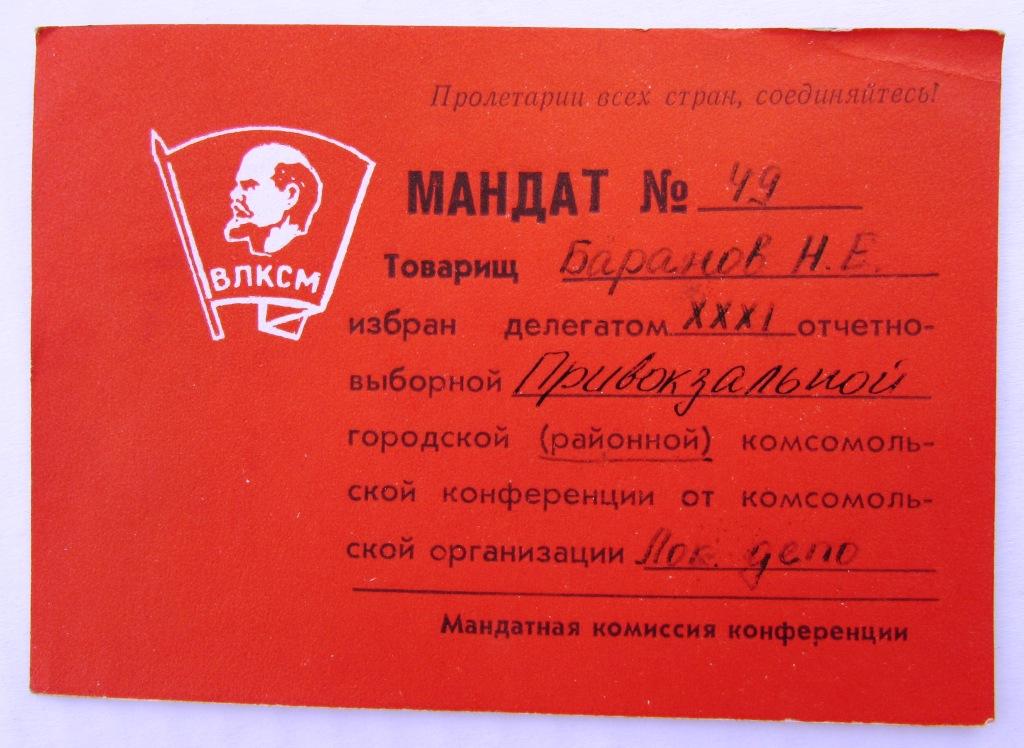 Пролетарии всех стран, соединяйтесь!
ВЛКСМ
МАНДАТ № 49
Товарищ Баранов Н.Е.
избран делегатом XXXI отчетно-
выборной Привокзальной
городской (районной) комсомоль-
ской конференции от комсомоль-
ской организации Лок. депо
Мандатная комиссия конференции